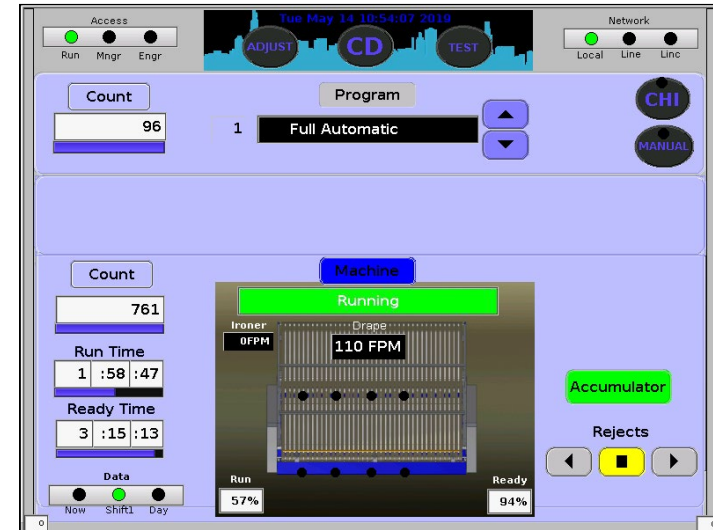 Access
Run Mngr Engr
Tue May 14 10:54:07 2019
ADJUST
CD
TEST
Network
Local Line Linc
Count
96
Program
1 Full Automatic
CHI
MANUAL
Count
761
Run Time
1 :58 :47
Ready Time
3 :15 :13
Data
Now Shift1 Day
Machine
Running
Ironer
0FPM
Drape
110 FPM
Run
57%
Ready
94%
Accumulator
Rejects
0